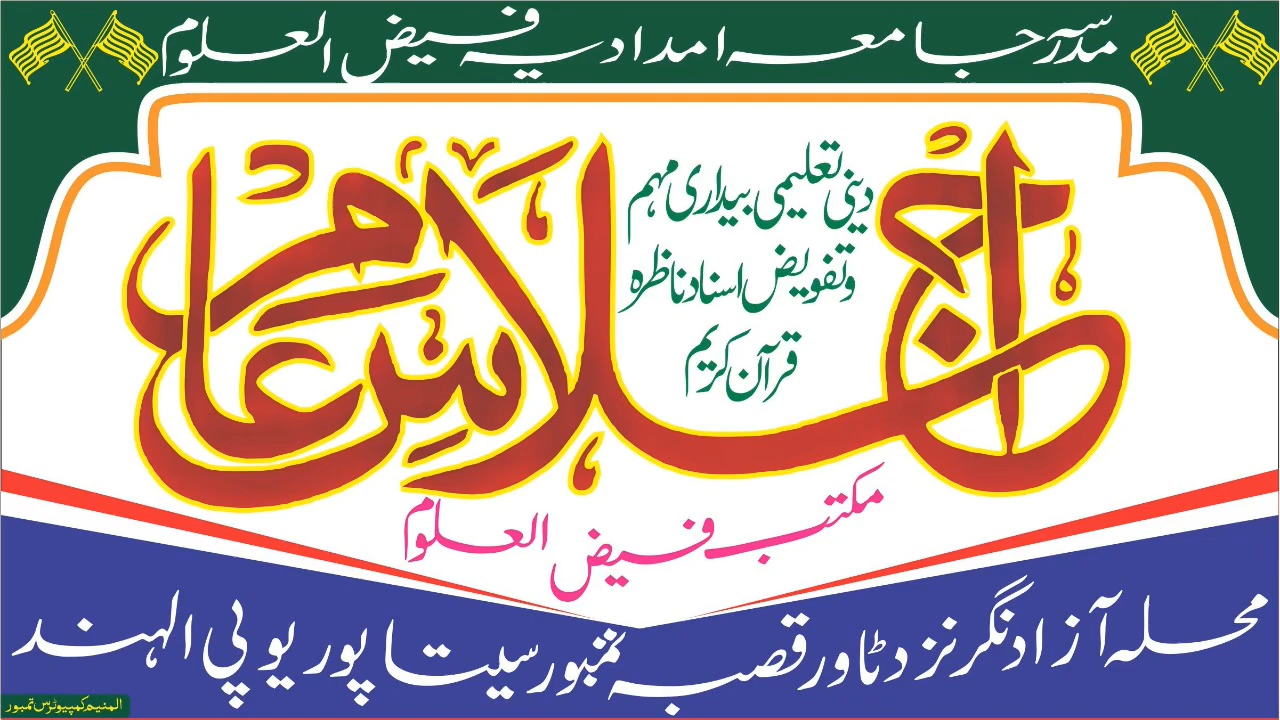 مدرسہ جامعہ امدادیہ فیض العلوم
اجلاس عام
دینی تعلیمی بیداری مہم
و تفویض اسناد ناظرہ
قرآن کریم
مکتب فیض العلوم
محلہ آزاد نگر نزد ٹاور قصبہ تمبور سیتاپور یوپی الہند
المنیم کمپیوٹرس تمبور